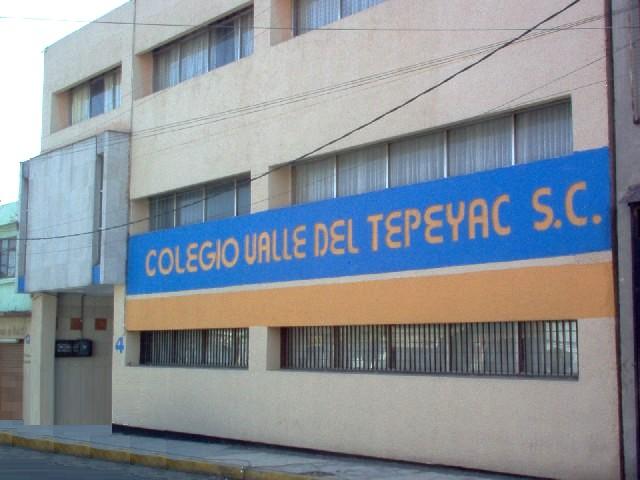 COLEGIO VALLE DEL TEPEYAC S.C.
4